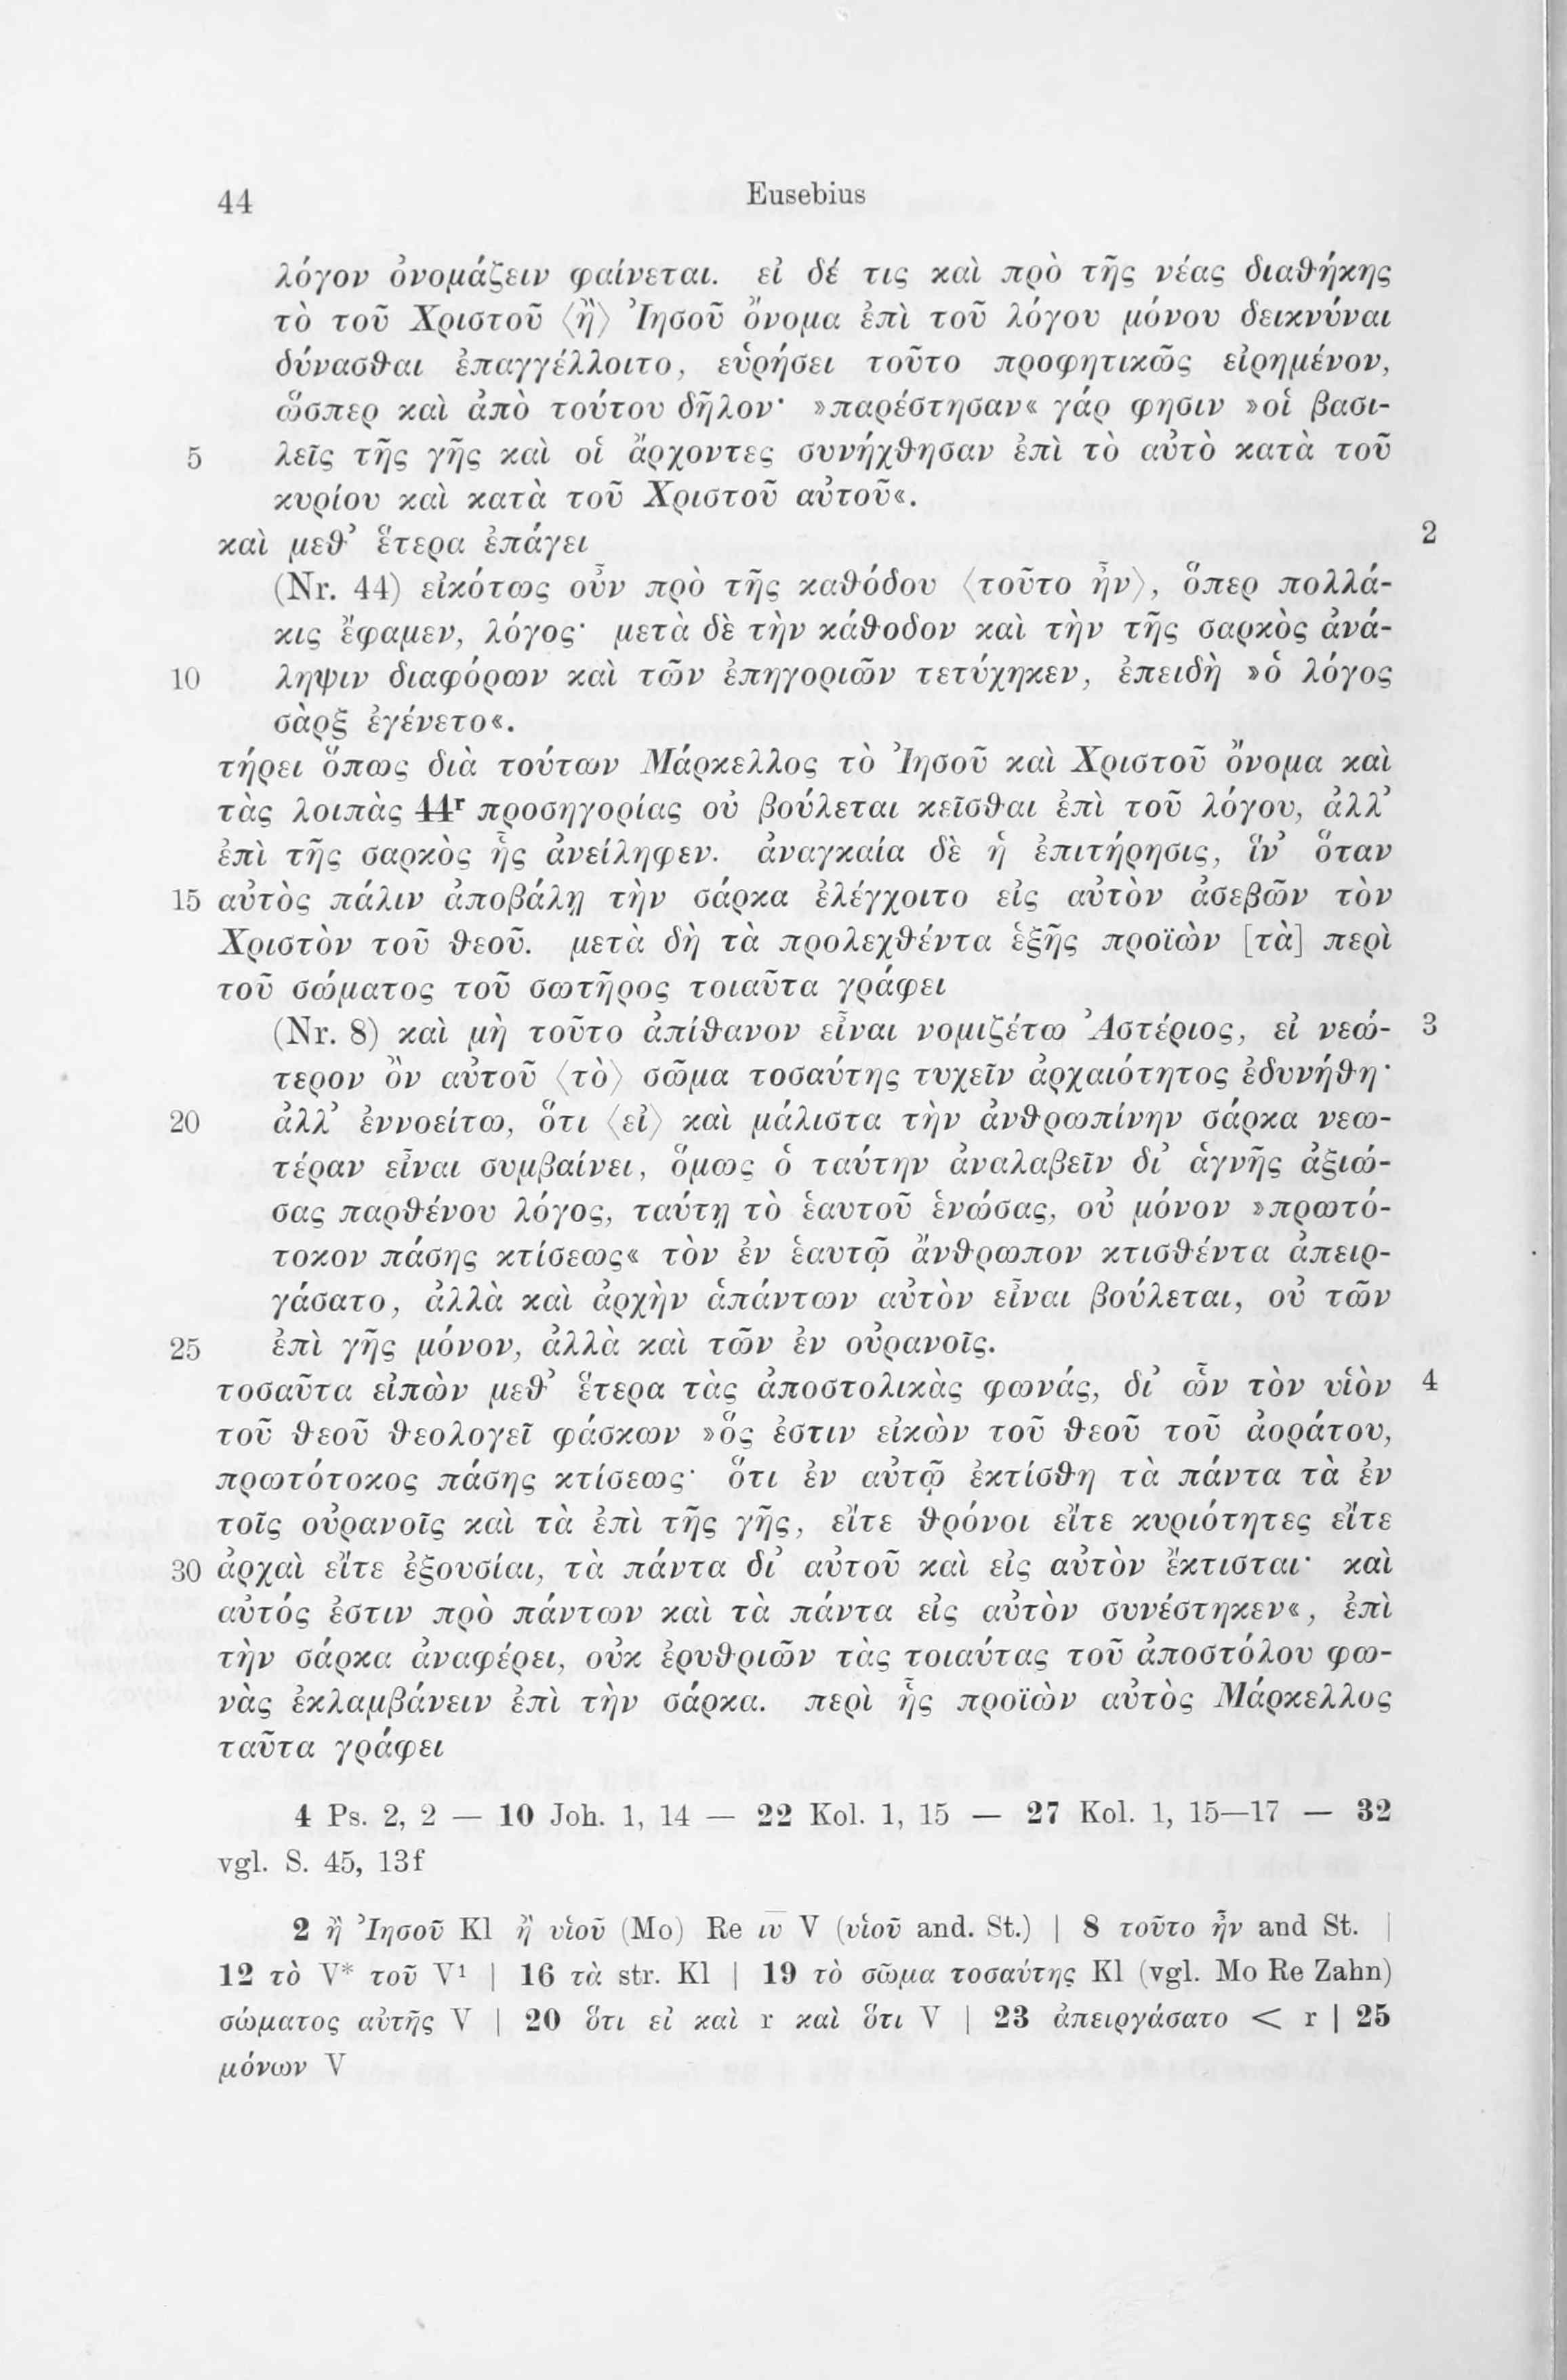 44
Eusebius
λόγον ὀνομάζειν φαίνεται. εἰ δέ τις καὶ πρὸ τῆς νέας διαθήκης
τὸ τοῦ Χριστοῦ ⟨ἢ⟩ Ἰησοῦ ὄνομα ἐπὶ τοῦ λόγου μόνου δεικνύναι
δύνασθαι ἐπαγγέλλοιτο, εὑρήσει τοῦτο προφητικῶς εἰρημένον,
ὥσπερ καὶ ἀπὸ τούτου δῆλον· »παρέστησαν« γάρ φησιν »οἱ βασι-
5 λεῖς τῆς γῆς καὶ οἱ ἄρχοντες συνήχθησαν ἐπὶ τὸ αὐτὸ κατὰ τοῦ
κυρίου καὶ κατὰ τοῦ Χριστοῦ αὐτοῦ«.
καὶ μεθ’ ἕτερα ἐπάγει 2
(Nr. 44) εἰκότως οὖν πρὸ τῆς καθόδου ⟨τοῦτο ἦν⟩, ὅπερ πολλά-
κις ἔφαμεν, λόγος· μετὰ δὲ τὴν κάθοδον καὶ τὴν τῆς σαρκὸς ἀνά-
10 ληψιν διαφόρων καὶ τῶν ἐπηγοριῶν τετύχηκεν, ἐπειδὴ »ὁ λόγος
σὰρξ ἐγένετο«.
τήρει ὅπως διὰ τούτων Μάρκελλος τὸ Ἰησοῦ καὶ Χριστοῦ ὄνομα καὶ
τὰς λοιπὰς 44r προσηγορίας οὐ βούλεται κεῖσθαι ἐπὶ τοῦ λόγου, ἀλλ’
ἐπὶ τῆς σαρκὸς ἧς ἀνείληφεν. ἀναγκαία δὲ ἡ ἐπιτήρησις, ἵν’ ὅταν
15 αὐτὸς πάλιν ἀποβάλῃ τὴν σάρκα ἐλέγχοιτο εἰς αὐτὸν ἀσεβῶν τὸν
Χριστὸν τοῦ θεοῦ. μετὰ δὴ τὰ προλεχθέντα ἑξῆς προϊὼν [τὰ] περὶ
τοῦ σώματος τοῦ σωτῆρος τοιαῦτα γράφει
(Nr. 8) καὶ μὴ τοῦτο ἀπίθανον εἶναι νομιζέτω Ἀστέριος, εἰ νεώ- 3
τερον ὂν αὐτοῦ ⟨τὸ⟩ σῶμα τοσαύτης τυχεῖν ἀρχαιότητος ἐδυνήθη·
20 ἀλλ’ ἐννοείτω, ὅτι ⟨εἰ⟩ καὶ μάλιστα τὴν ἀνθρωπίνην σάρκα νεω-
τέραν εἶναι συμβαίνει, ὅμως ὁ ταύτην ἀναλαβεῖν δι’ ἁγνῆς ἀξιώ-
σας παρθένου λόγος, ταύτῃ τὸ ἑαυτοῦ ἑνώσας, οὐ μόνον »πρωτό-
τοκον πάσης κτίσεως« τὸν ἐν ἑαυτῷ ἄνθρωπον κτισθέντα ἀπειρ-
γάσατο, ἀλλὰ καὶ ἀρχὴν ἁπάντων αὐτὸν εἶναι βούλεται, οὐ τῶν
25 ἐπὶ γῆς μόνον, ἀλλὰ καὶ τῶν ἐν οὐρανοῖς.
τοσαῦτα εἰπὼν μεθ’ ἕτερα τὰς ἀποστολικὰς φωνάς, δι’ ὧν τὸν υἱὸν 4
τοῦ θεοῦ θεολογεῖ φάσκων »ὅς ἐστιν εἰκὼν τοῦ θεοῦ τοῦ ἀοράτου,
πρωτότοκος πάσης κτίσεως· ὅτι ἐν αὐτῷ ἐκτίσθη τὰ πάντα τὰ ἐν
τοῖς οὐρανοῖς καὶ τὰ ἐπὶ τῆς γῆς, εἴτε θρόνοι εἴτε κυριότητες εἴτε
30 ἀρχαὶ εἴτε ἐξουσίαι, τὰ πάντα δι’ αὐτοῦ καὶ εἰς αὐτὸν ἔκτισται· καὶ
αὐτός ἐστιν πρὸ πάντων καὶ τὰ πάντα εἰς αὐτὸν συνέστηκεν«, ἐπὶ
τὴν σάρκα ἀναφέρει, οὐκ ἐρυθριῶν τὰς τοιαύτας τοῦ ἀποστόλου φω-
νὰς ἐκλαμβάνειν ἐπὶ τὴν σάρκα. περὶ ἧς προϊὼν αὐτὸς Μάρκελλος
ταῦτα γράφει
4 Ps. 2, 2 — 10 Joh. 1, 14 — 22 Kol. 1, 15 — 27 Kol. 1, 15—17 — 32
vgl. S. 45, 13f
2 ἢ Ἰησοῦ Kl ἢ υἱοῦ (Mo) Re ιυ V (υἱοῦ and. St.) | 8 τοῦτο ἦν and St. |
12 τὸ V* τοῦ V¹ | 16 τὰ str. Kl | 19 τὸ σῶμα τοσαύτης Kl (vgl. Mo Re Zahn)
σώματος αὐτῆς V | 20 ὅτι εἰ καὶ r καὶ ὅτι V | 23 ἀπειργάσατο < r | 25
μόνων V